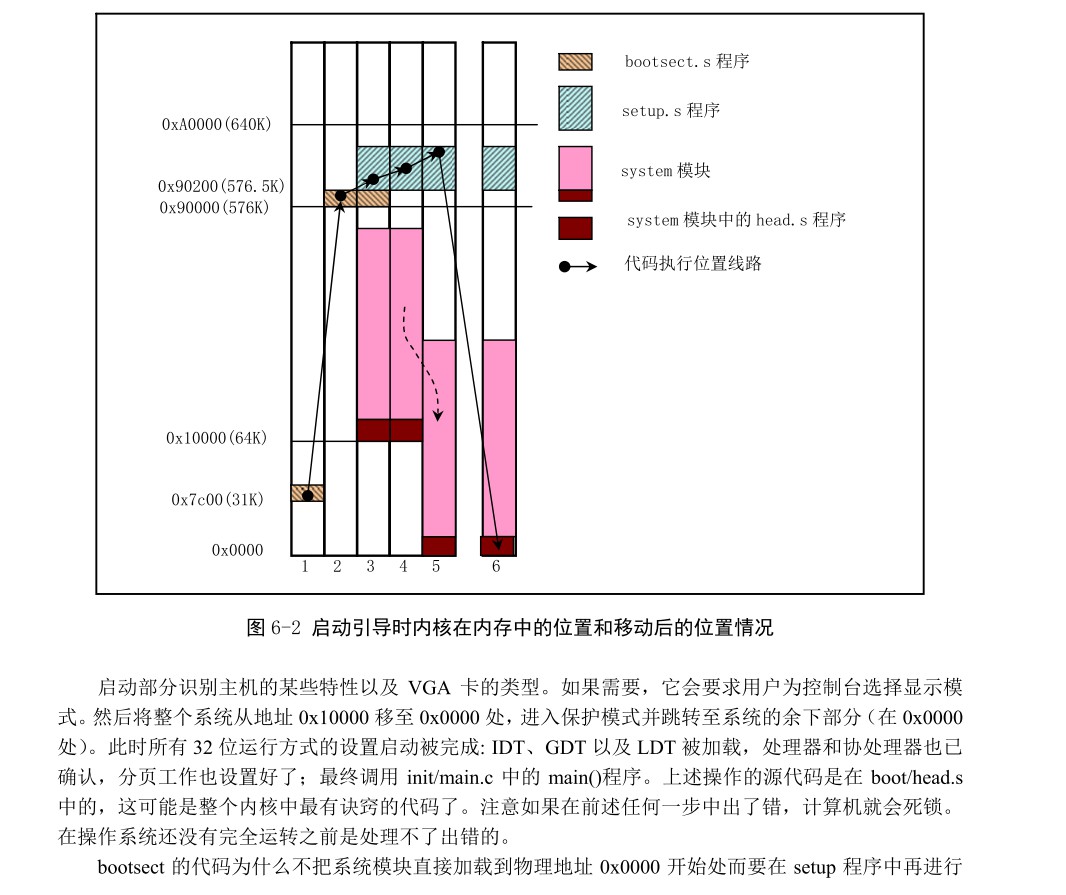 bootsect.s 程序
setup.s 程序
system 模块
system 模块中的 head.s 程序
代码执行位置线路
0xA0000(640K)
0x90200(576.5K)
0x90000(576K)
0x10000(64K)
0x7c00(31K)
0x0000
1 2 3 4 5 6
图 6-2 启动引导时内核在内存中的位置和移动后的位置情况
启动部分识别主机的某些特性以及 VGA 卡的类型。如果需要，它会要求用户为控制台选择显示模
式。然后将整个系统从地址 0x10000 移至 0x0000 处，进入保护模式并跳转至系统的余下部分（在 0x0000
处）。此时所有 32 位运行方式的设置启动被完成: IDT、GDT 以及 LDT 被加载，处理器和协处理器也已
确认，分页工作也设置好了；最终调用 init/main.c 中的 main()程序。上述操作的源代码是在 boot/head.s
中的，这可能是整个内核中最有诀窍的代码了。注意如果在前述任何一步中出了错，计算机就会死锁。
在操作系统还没有完全运转之前是处理不了出错的。
bootsect 的代码为什么不把系统模块直接加载到物理地址 0x0000 开始处而要在 setup 程序中再进行